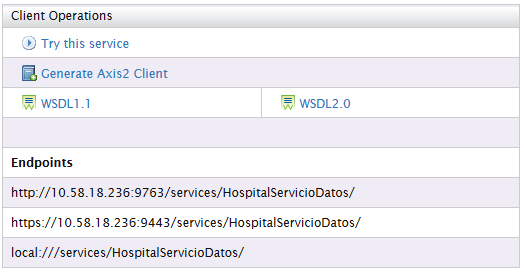 Client Operations
Try this service
Generate Axis2 Client
WSDL1.1 WSDL2.0
Endpoints
http://10.58.18.236:9763/services/HospitalServicioDatos/
https://10.58.18.236:9443/services/HospitalServicioDatos/
local:///services/HospitalServicioDatos/